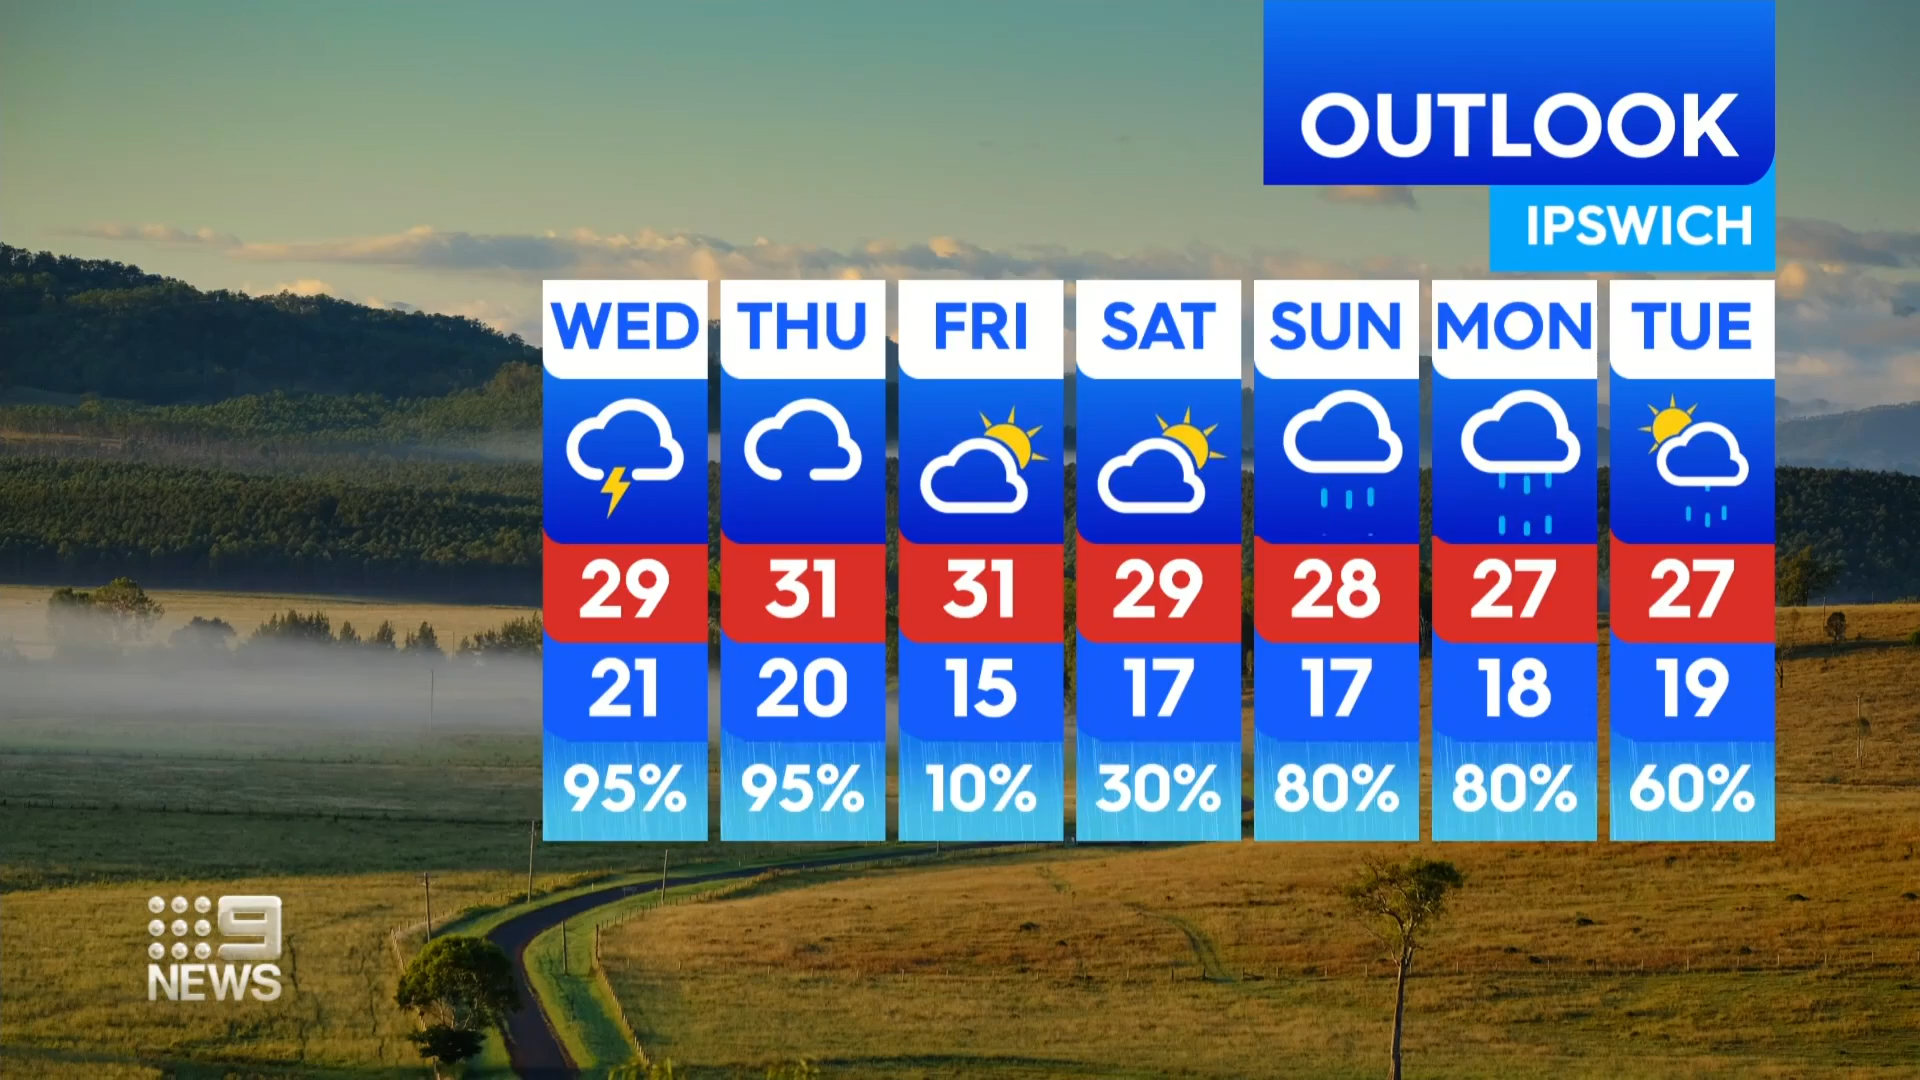 OUTLOOK
IPSWICH
WED THU FRI SAT SUN MON TUE
29 31 31 29 28 27 27
21 20 15 17 17 18 19
95% 95% 10% 30% 80% 80% 60%
9
NEWS